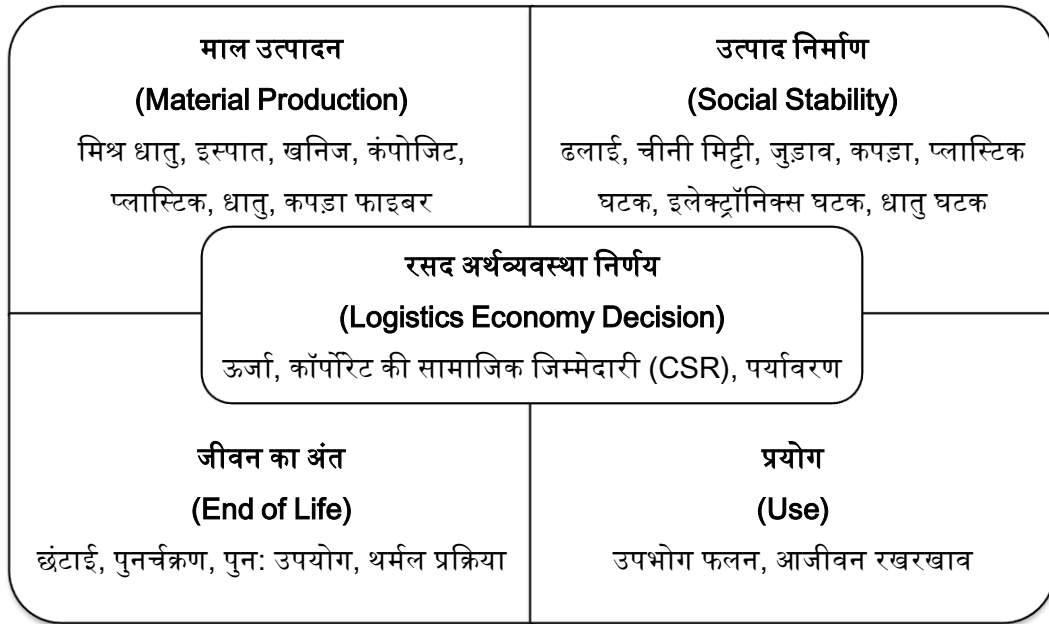 माल उत्पादन
(Material Production)
मिश्र धातु, इस्पात, खनिज, कंपोजिट,
प्लास्टिक, धातु, कपड़ा फाइबर
उत्पाद निर्माण
(Social Stability)
ढलाई, चीनी मिट्टी, जुड़ाव, कपड़ा, प्लास्टिक
घटक, इलेक्ट्रॉनिक्स घटक, धातु घटक
रसद अर्थव्यवस्था निर्णय
(Logistics Economy Decision)
ऊर्जा, कॉर्पोरेट की सामाजिक जिम्मेदारी (CSR), पर्यावरण
जीवन का अंत
(End of Life)
छंटाई, पुनर्चक्रण, पुन: उपयोग, थर्मल प्रक्रिया
प्रयोग
(Use)
उपभोग फलन, आजीवन रखरखाव